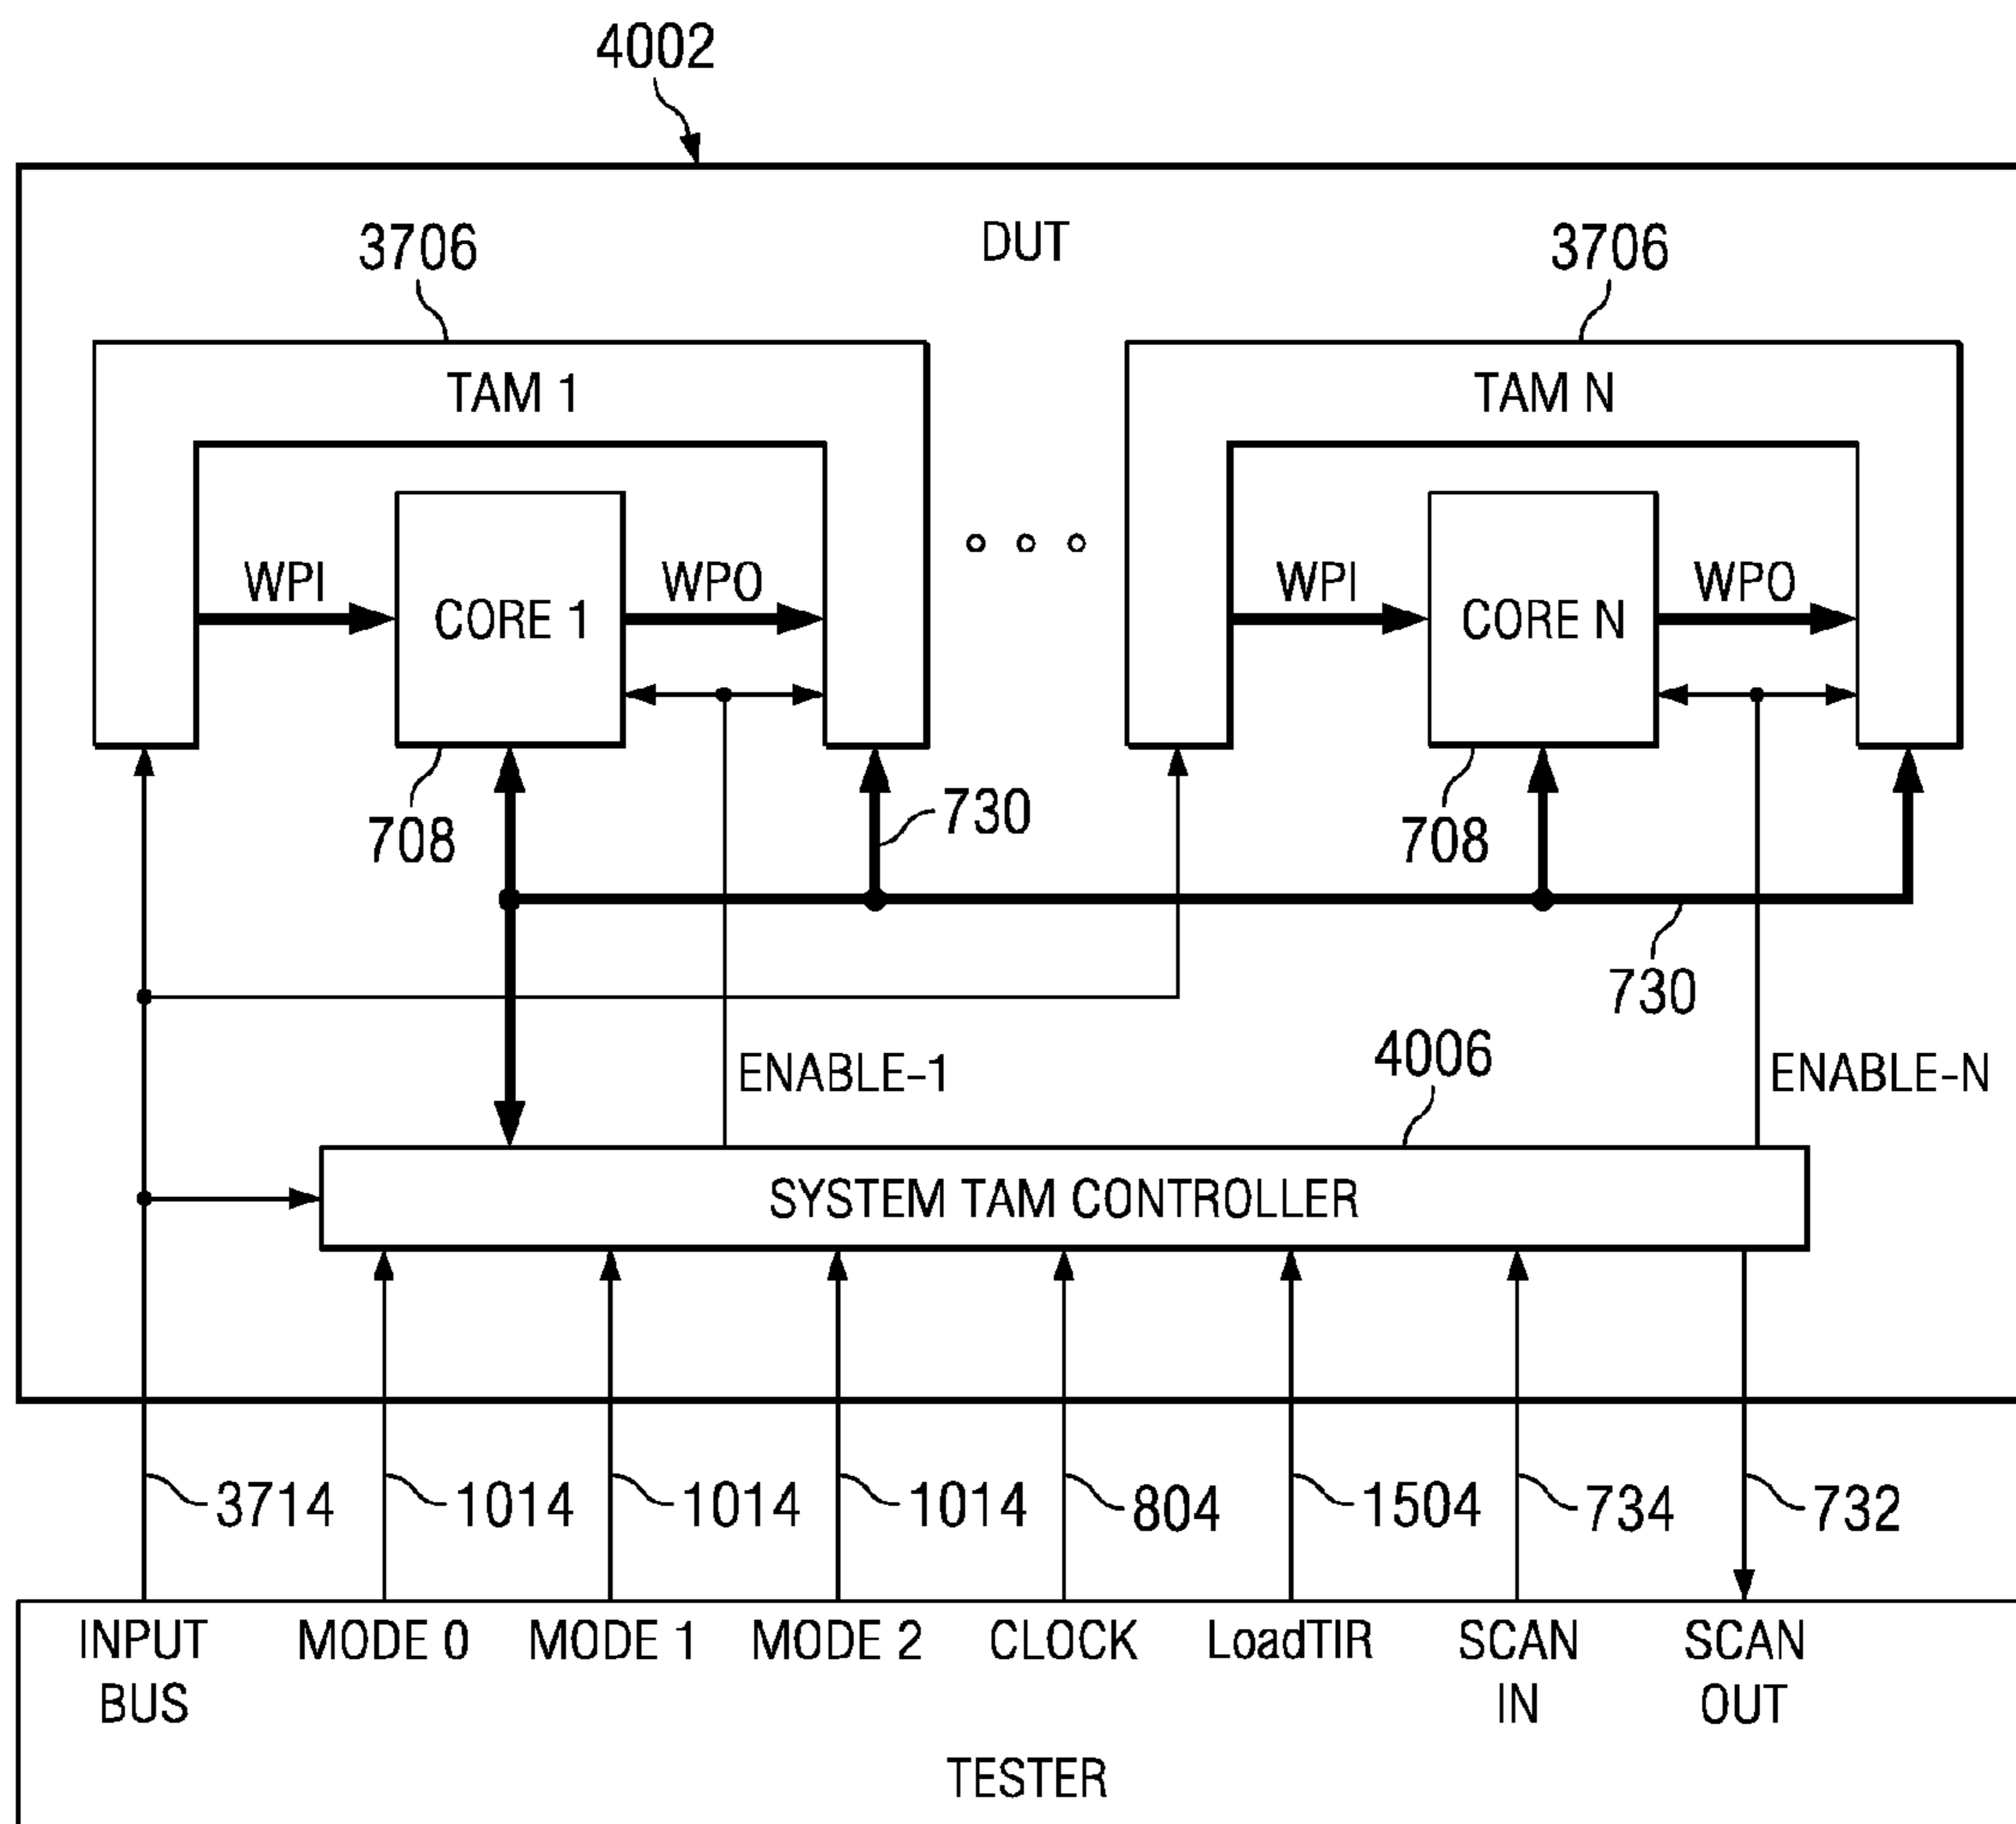 4002
DUT
3706
3706
TAM 1
TAM N
WPI
CORE 1
WPO
WPI
CORE N
WPO
708
730
708
730
ENABLE-1
4006
ENABLE-N
SYSTEM TAM CONTROLLER
3714
1014
1014
1014
804
1504
734
732
INPUT BUS
MODE 0
MODE 1
MODE 2
CLOCK
LoadTIR
SCAN IN
SCAN OUT
TESTER